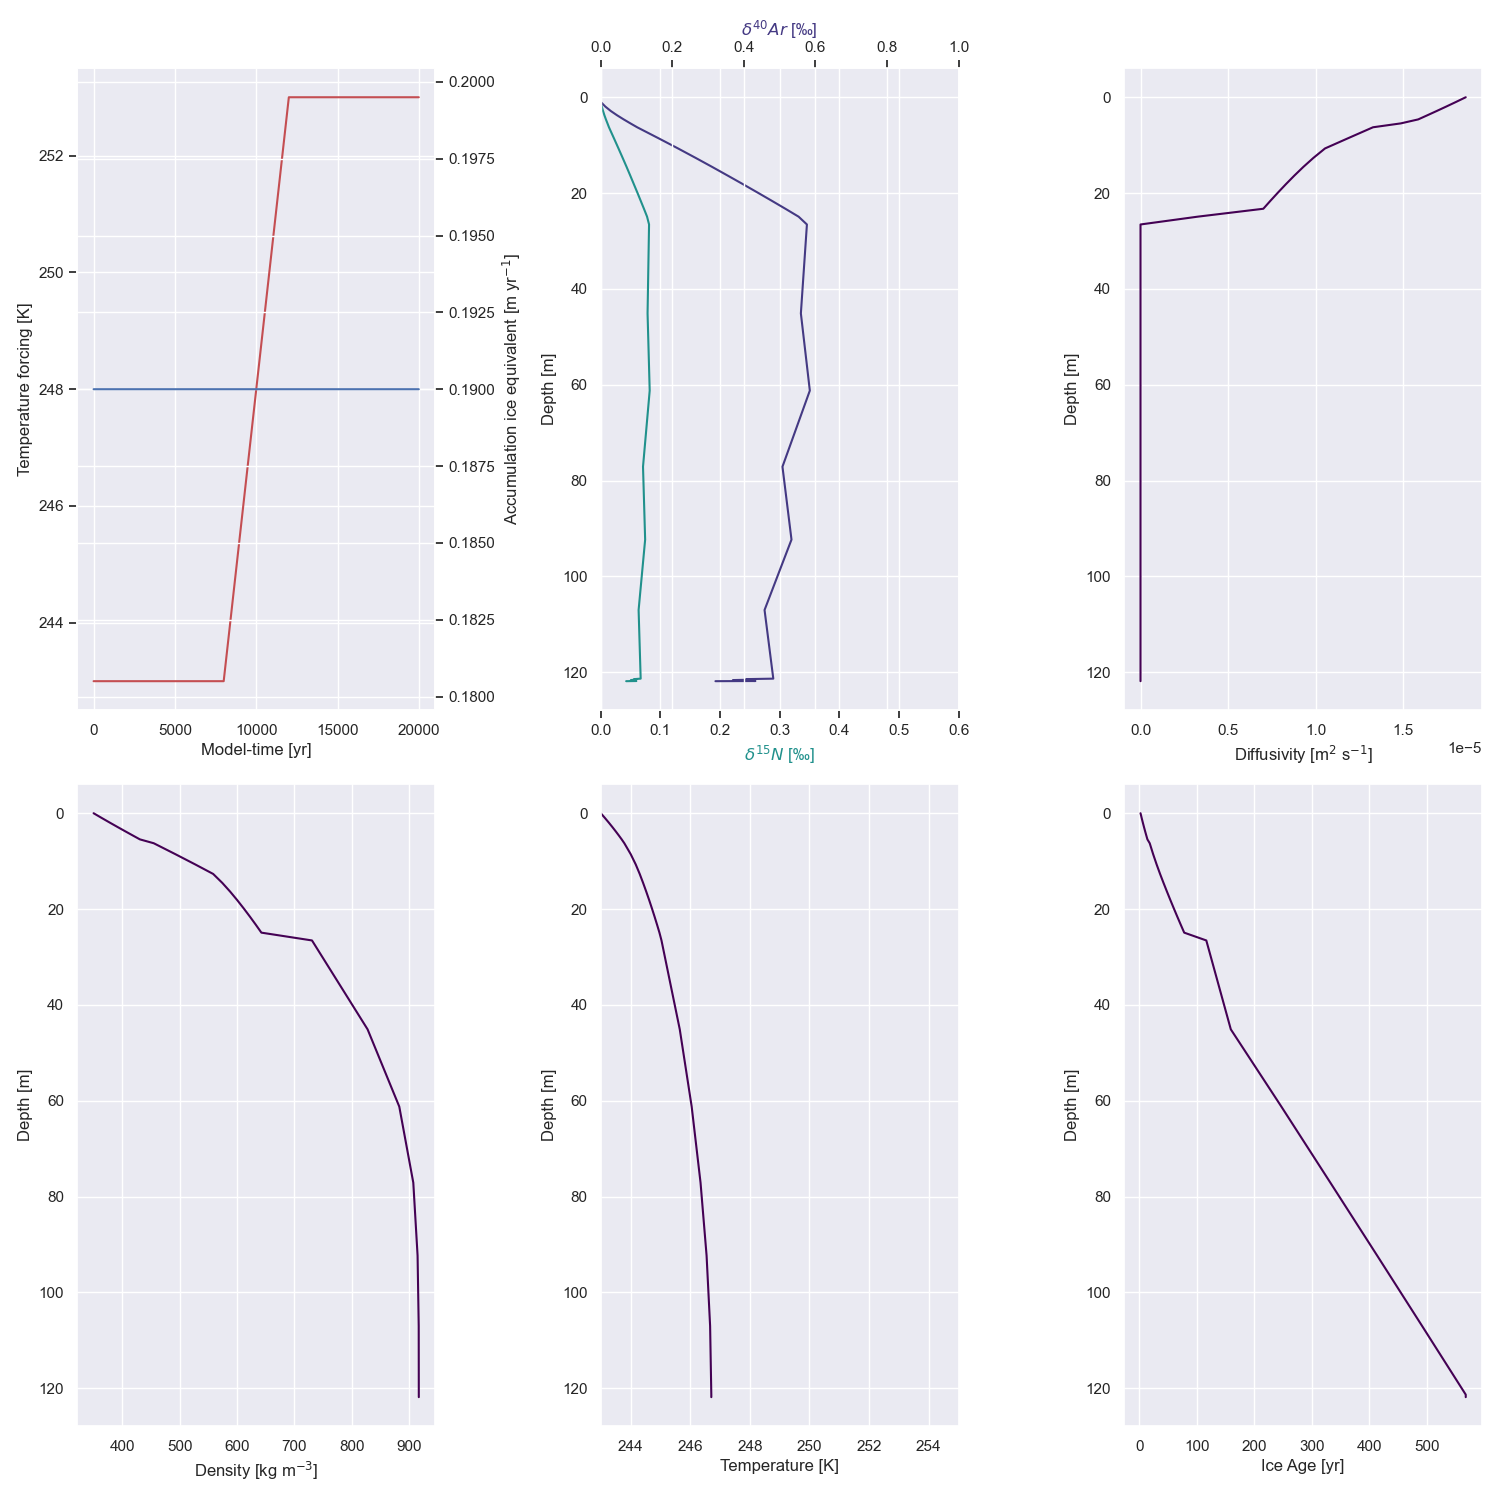 δ⁴⁰Ar [‰]
0.0 0.2 0.4 0.6 0.8 1.0
Temperature forcing [K]
252
250
248
246
244
0.2000
0.1975
0.1950
0.1925
0.1900
0.1875
0.1850
0.1825
0.1800
Accumulation ice equivalent [m yr⁻¹]
0 5000 10000 15000 20000
Model-time [yr]
Depth [m]
0
20
40
60
80
100
120
0.0 0.1 0.2 0.3 0.4 0.5 0.6
δ¹⁵N [‰]
Depth [m]
0
20
40
60
80
100
120
0.0 0.5 1.0 1.5
1e−5
Diffusivity [m² s⁻¹]
Depth [m]
0
20
40
60
80
100
120
400 500 600 700 800 900
Density [kg m⁻³]
Depth [m]
0
20
40
60
80
100
120
244 246 248 250 252 254
Temperature [K]
Depth [m]
0
20
40
60
80
100
120
0 100 200 300 400 500
Ice Age [yr]